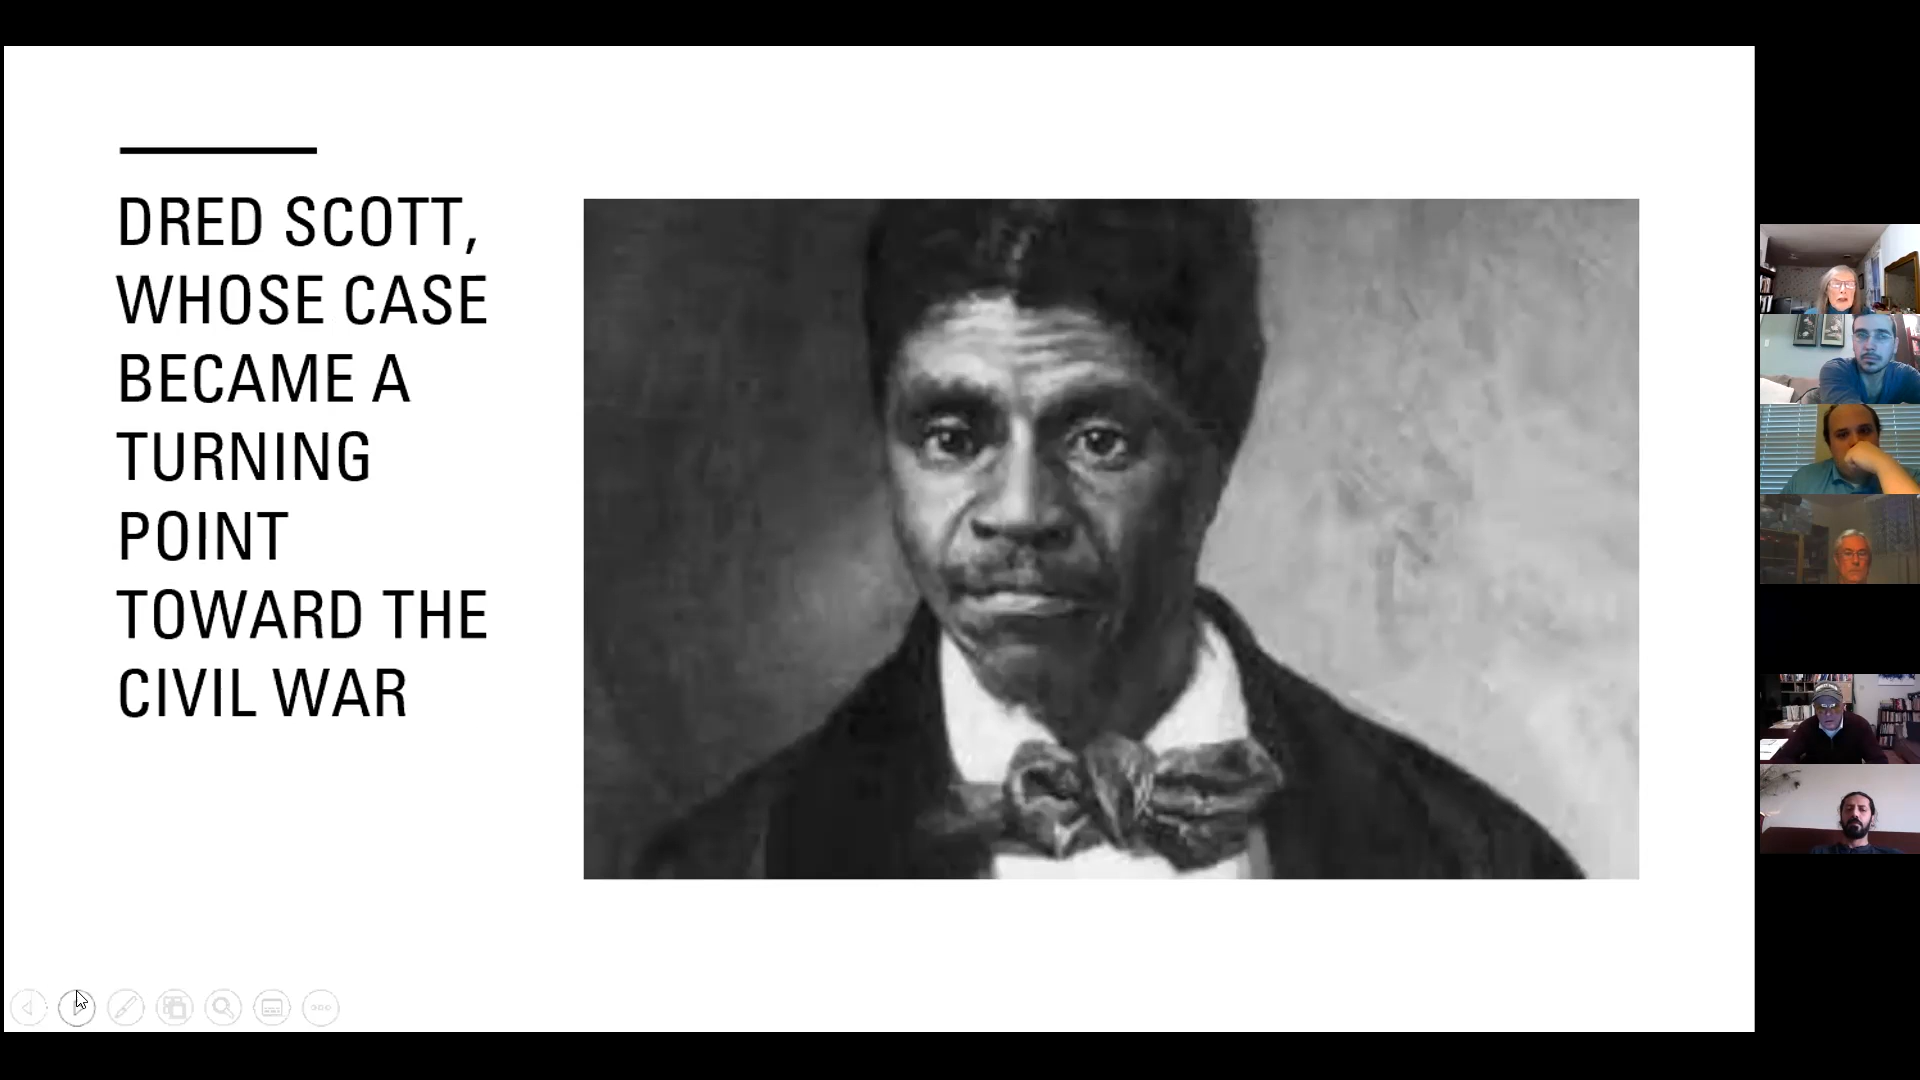 DRED SCOTT,
WHOSE CASE
BECAME A
TURNING
POINT
TOWARD THE
CIVIL WAR